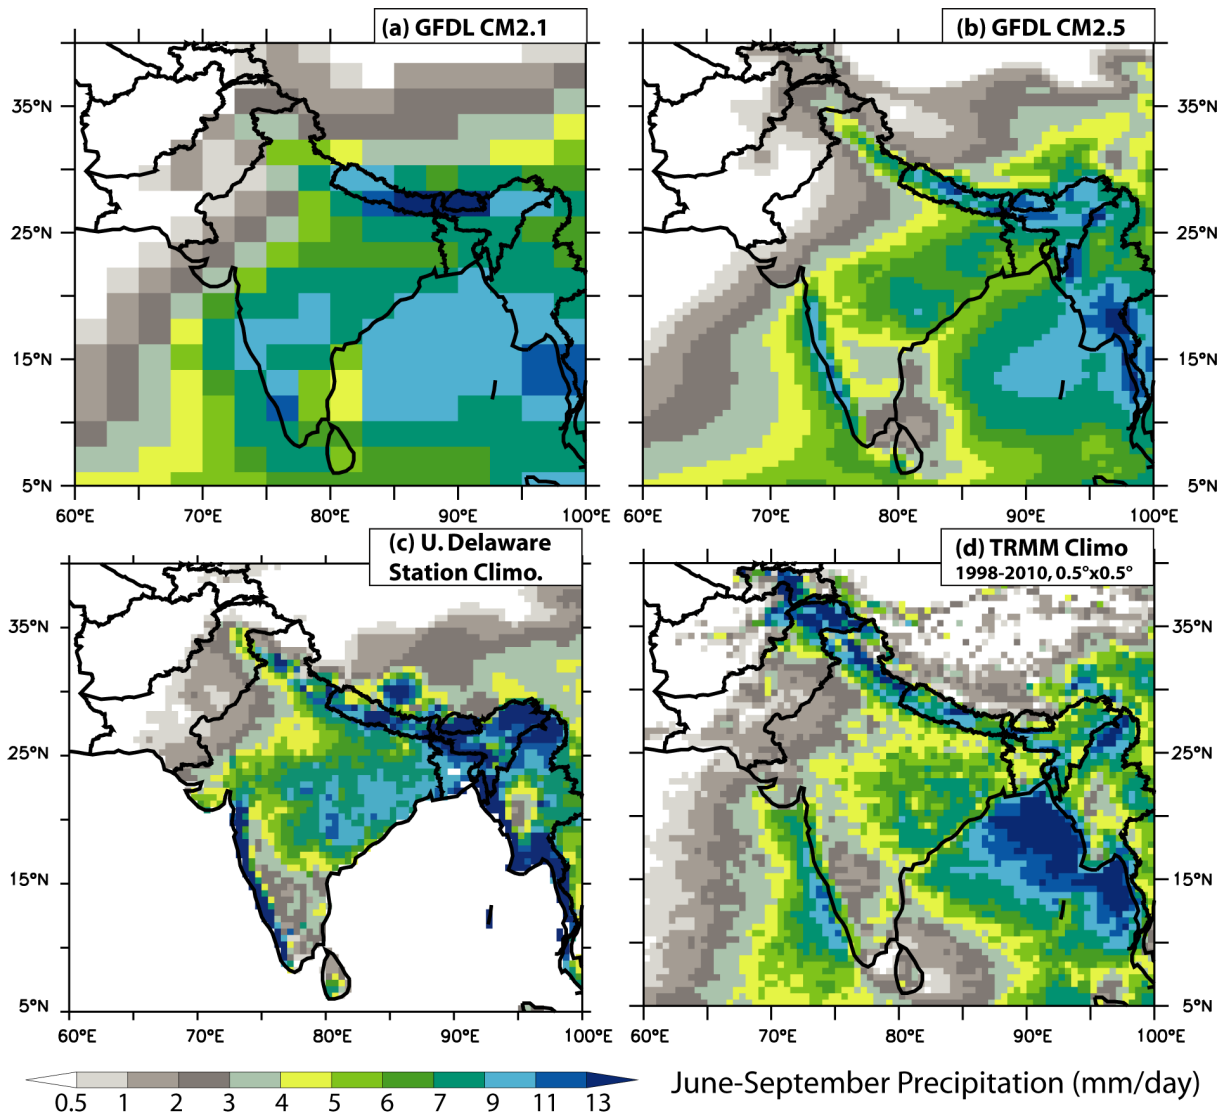 (a) GFDL CM2.1
(b) GFDL CM2.5
35°N
25°N
15°N
5°N
60°E 70°E 80°E 90°E 100°E
35°N
25°N
15°N
5°N
60°E 70°E 80°E 90°E 100°E
(c) U. Delaware
Station Climo.
(d) TRMM Climo
1998-2010, 0.5°x0.5°
35°N
25°N
15°N
5°N
60°E 70°E 80°E 90°E 100°E
35°N
25°N
15°N
5°N
60°E 70°E 80°E 90°E 100°E
0.5 1 2 3 4 5 6 7 9 11 13
June-September Precipitation (mm/day)